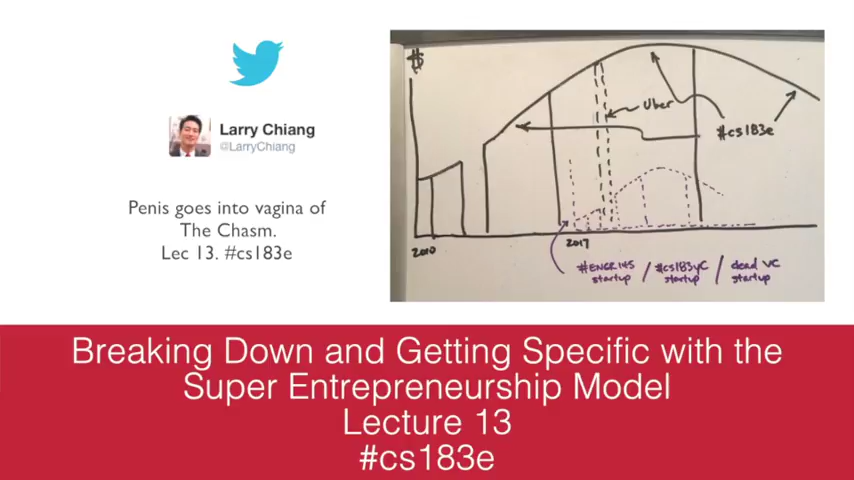 Larry Chiang
@LarryChiang
Penis goes into vagina of
The Chasm.
Lec 13. #cs183e
$
Uber
#cs183e
2010
2017
#ENGR145 / #cs183yC / dead VC
startup startup startup
Breaking Down and Getting Specific with the
Super Entrepreneurship Model
Lecture 13
#cs183e